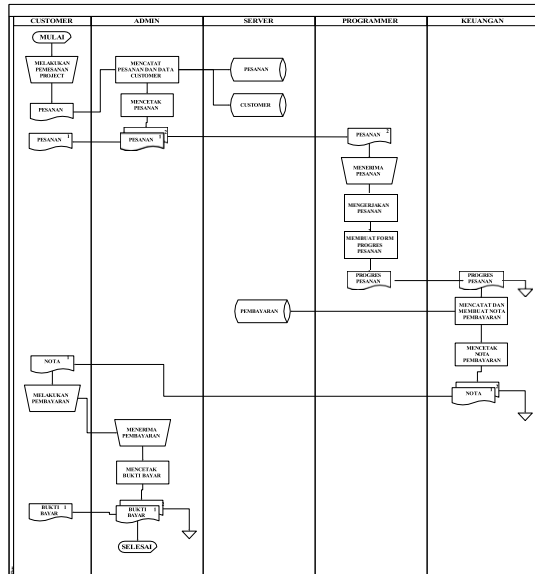 CUSTOMER
ADMIN
SERVER
PROGRAMMER
KEUANGAN
MULAI
MELAKUKAN
PEMESANAN
PROJECT
MENCATAT
PESANAN DAN DATA
CUSTOMER
PESANAN
PESANAN
MENCETAK
PESANAN
CUSTOMER
PESANAN 1
PESANAN 1
2
PESANAN 2
MENERIMA
PESANAN
MENGERJAKAN
PESANAN
MEMBUAT FORM
PROGRES
PESANAN
PROGRES
PESANAN
PROGRES
PESANAN
PEMBAYARAN
MENCATAT DAN
MEMBUAT NOTA
PEMBAYARAN
MENCETAK
NOTA
PEMBAYARAN
NOTA 1
NOTA 1
MELAKUKAN
PEMBAYARAN
MENERIMA
PEMBAYARAN
MENCETAK
BUKTI BAYAR
BUKTI 1
BAYAR
BUKTI 1
BAYAR
SELESAI